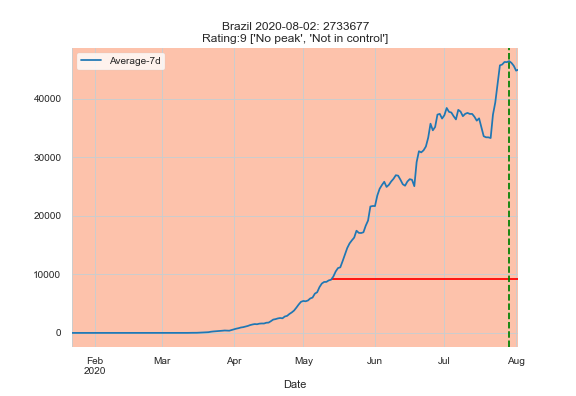 Brazil 2020-08-02: 2733677
Rating:9 ['No peak', 'Not in control']
Average-7d
40000
30000
20000
10000
0
Feb Mar Apr May Jun Jul Aug
2020
Date